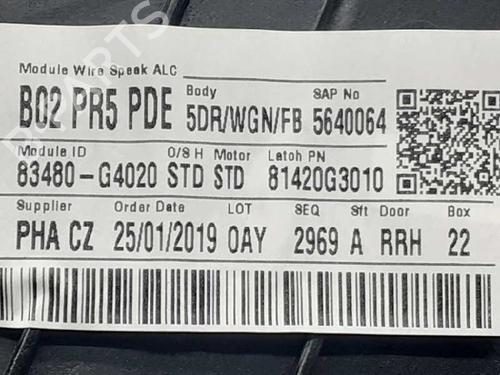 Module Wire Speak ALC
B02 PR5 PDE
Body
5DR/WGN/FB
SAP No
5640064
Module ID
83480-G4020
O/S H
STD
Motor
STD
Latch PN
81420G3010
Supplier
PHA CZ
Order Date
25/01/2019
LOT
0AY
SEQ
2969
Sft
A
Door
RRH
Box
22